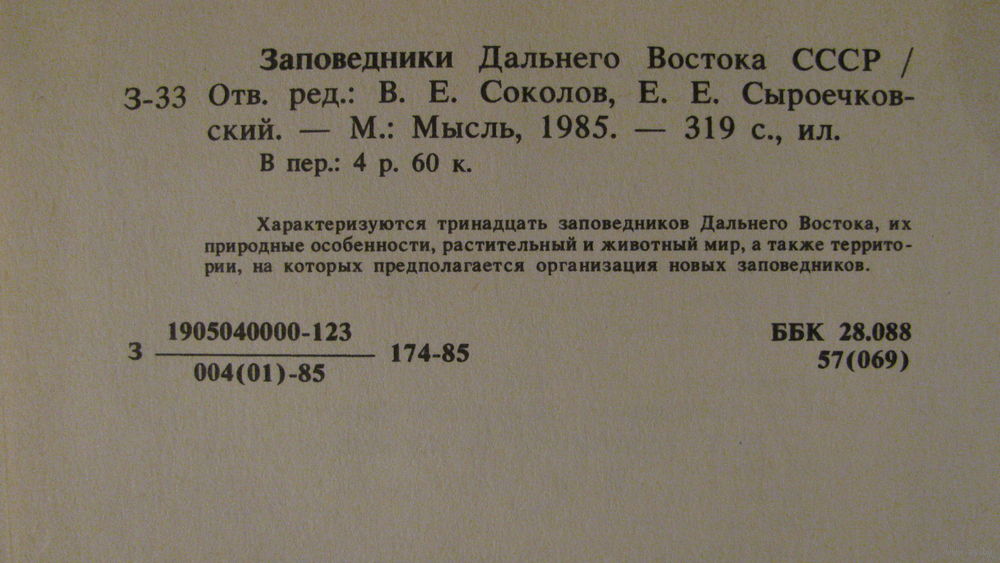 Заповедники Дальнего Востока СССР /
З-33 Отв. ред.: В. Е. Соколов, Е. Е. Сыроечков-
ский. — М.: Мысль, 1985. — 319 с., ил.
В пер.: 4 р. 60 к.
Характеризуются тринадцать заповедников Дальнего Востока, их
природные особенности, растительный и животный мир, а также террито-
рии, на которых предполагается организация новых заповедников.
1905040000-123
З 174-85
004(01)-85
ББК 28.088
57(069)